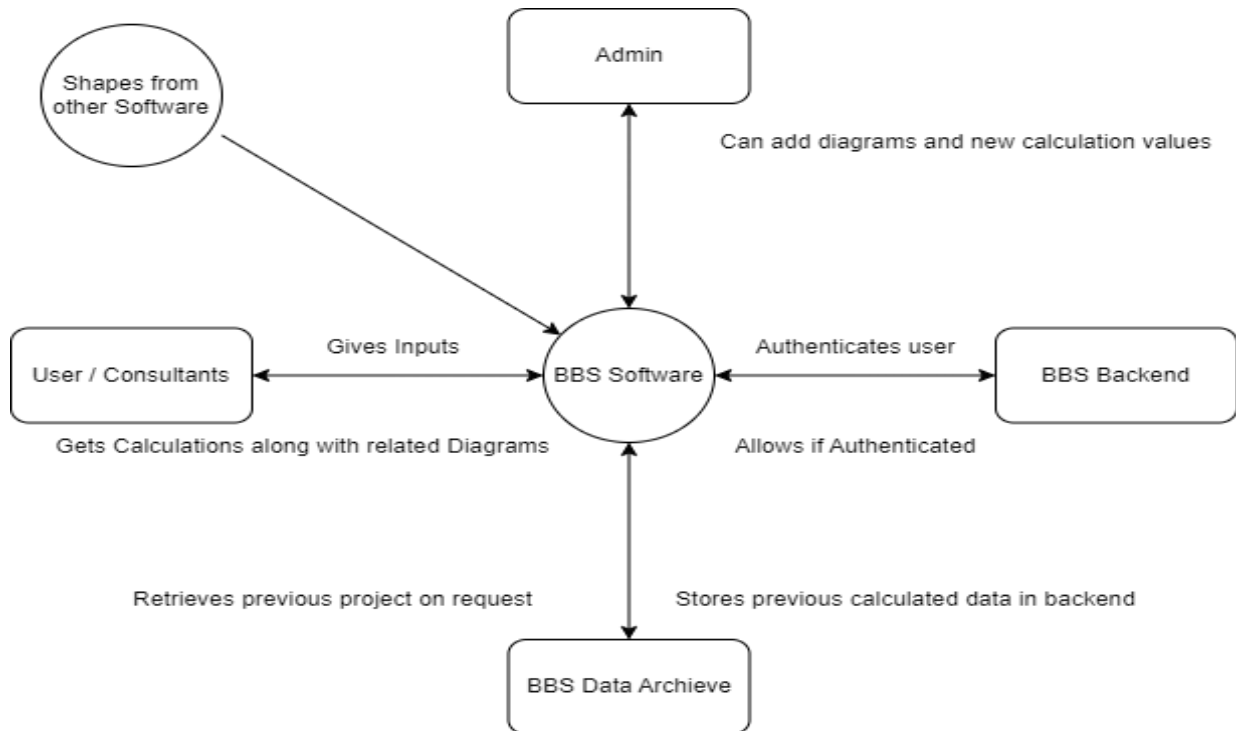 Admin
Shapes from
other Software
Can add diagrams and new calculation values
Gives Inputs
Authenticates user
User / Consultants
BBS Software
BBS Backend
Gets Calculations along with related Diagrams
Allows if Authenticated
Retrieves previous project on request
Stores previous calculated data in backend
BBS Data Archieve